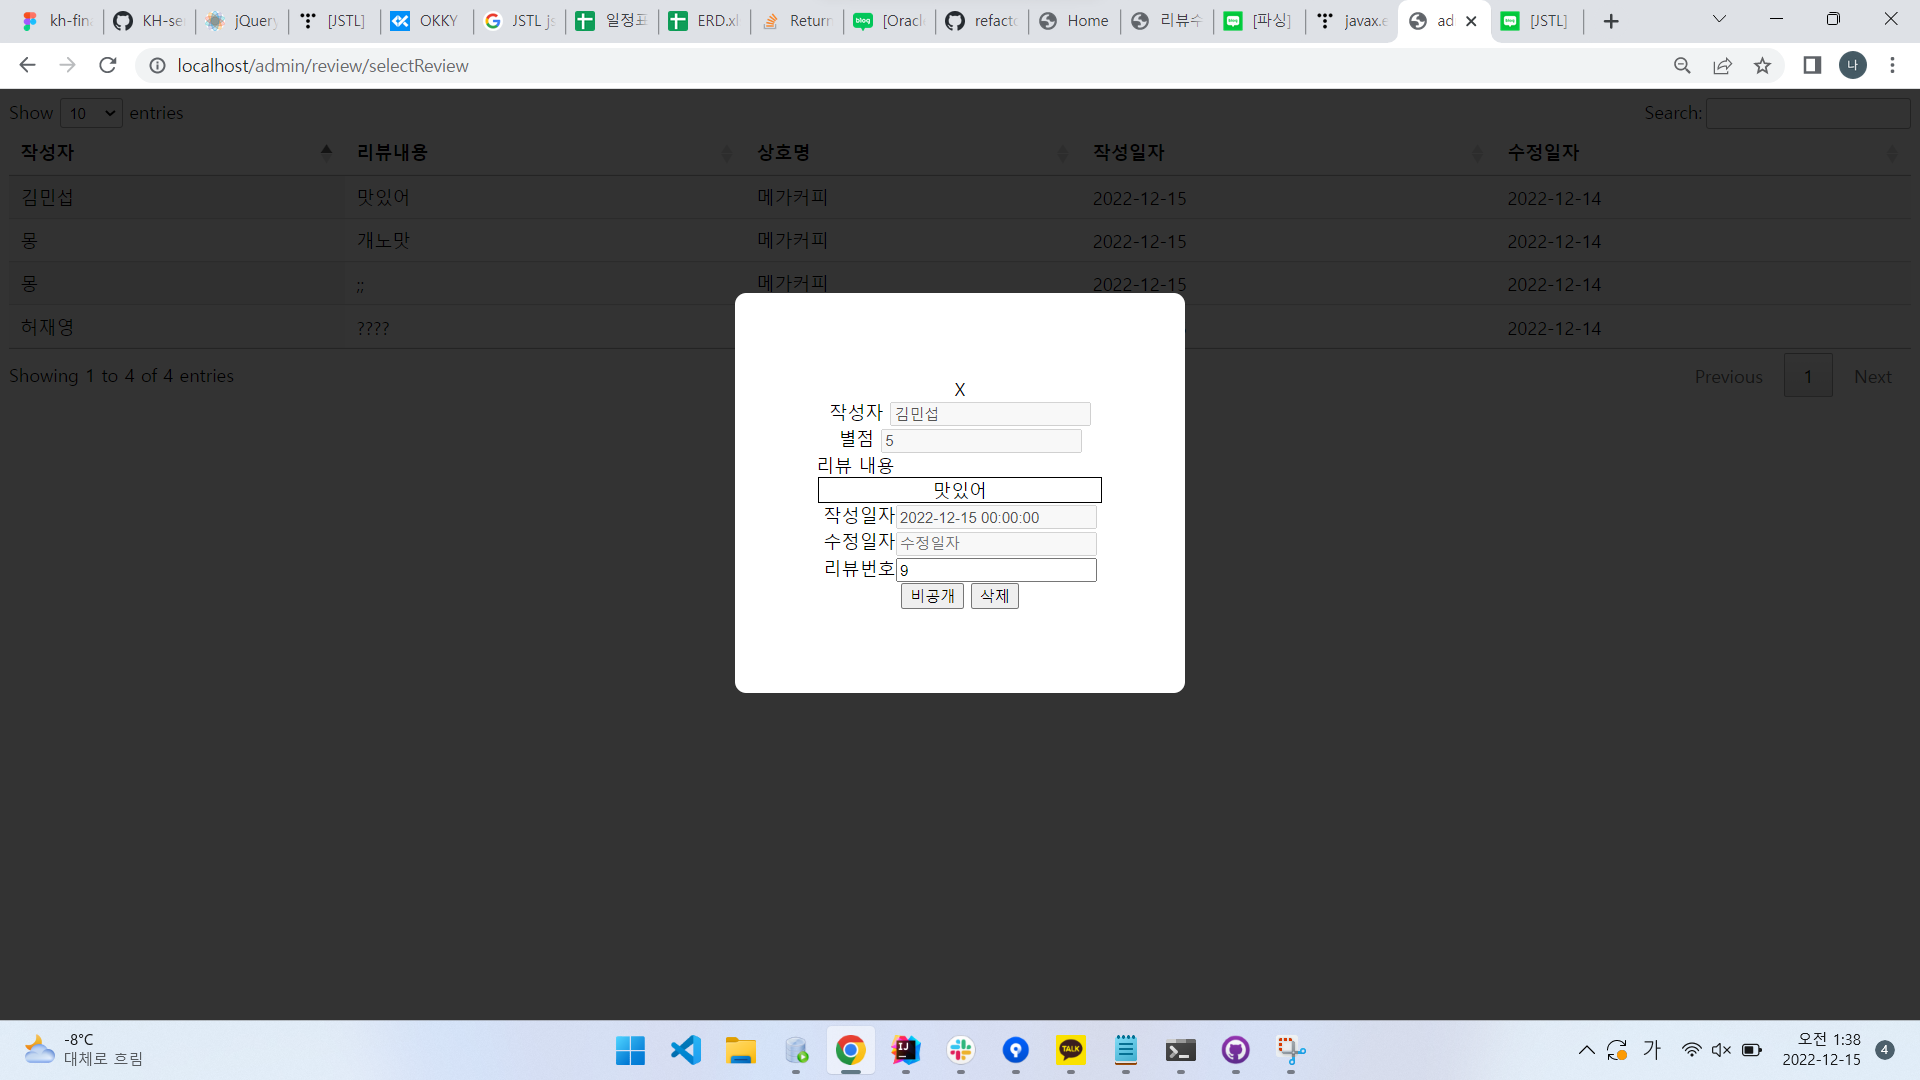 kh-fina
KH-se
jQuery
[JSTL]
OKKY
JSTL js
일정표
ERD.xl
Return
[Oracl
refacto
Home
리뷰수
[파싱]
javax.e
ad
[JSTL]
localhost/admin/review/selectReview
나
Show 10 entries
Search:
작성자 리뷰내용 상호명 작성일자 수정일자
김민섭 맛있어 메가커피 2022-12-15 2022-12-14
몽 개노맛 메가커피 2022-12-15 2022-12-14
몽 ;; 메가커피 2022-12-15 2022-12-14
허재영 ???? 2022-12-14
Showing 1 to 4 of 4 entries
Previous 1 Next
X
작성자 김민섭
별점 5
리뷰 내용
맛있어
작성일자 2022-12-15 00:00:00
수정일자 수정일자
리뷰번호 9
비공개 삭제
-8°C
대체로 흐림
IJ
TALK
가
오전 1:38
2022-12-15
4